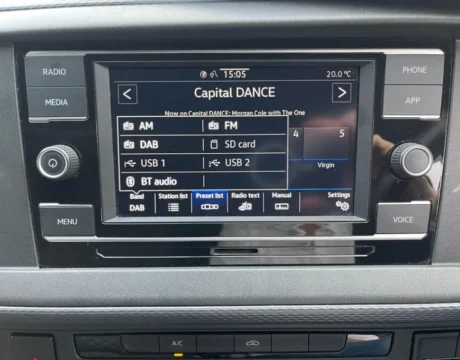 RADIO
MEDIA
MENU
PHONE
APP
VOICE
15:05
20.0 °C
<
Capital DANCE
>
Now on Capital DANCE: Morgan Cole with The One
AM
FM
DAB
SD card
USB 1
USB 2
BT audio
4
5
Virgin
Band
DAB
Station list
Preset list
Radio text
Manual
Settings
A/C